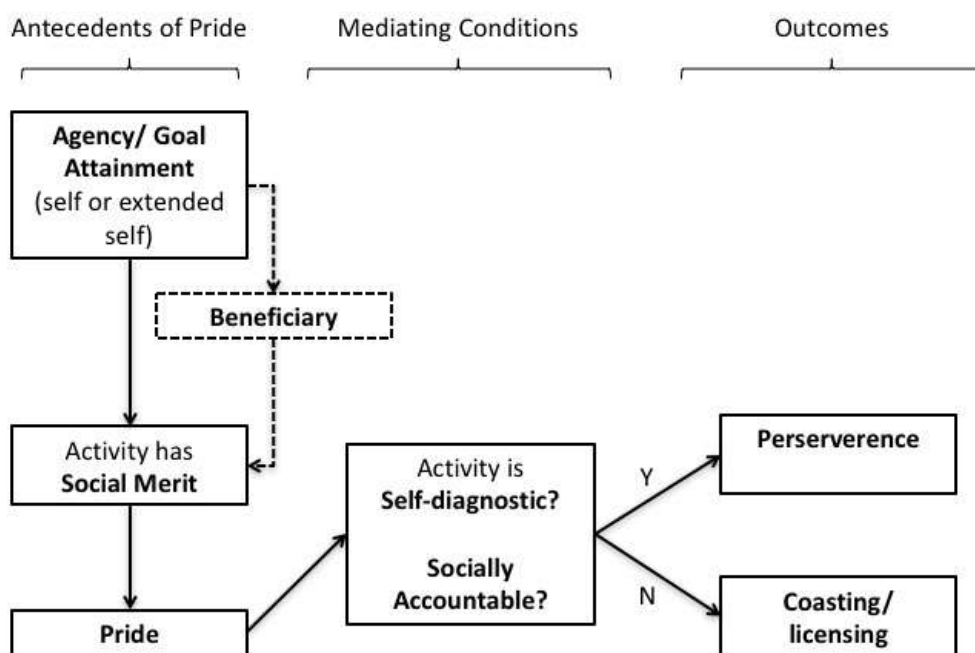 Antecedents of Pride
Mediating Conditions
Outcomes
Agency/ Goal
Attainment
(self or extended
self)
Beneficiary
Activity has
Social Merit
Pride
Activity is
Self-diagnostic?
Socially
Accountable?
Y
N
Perserverence
Coasting/
licensing